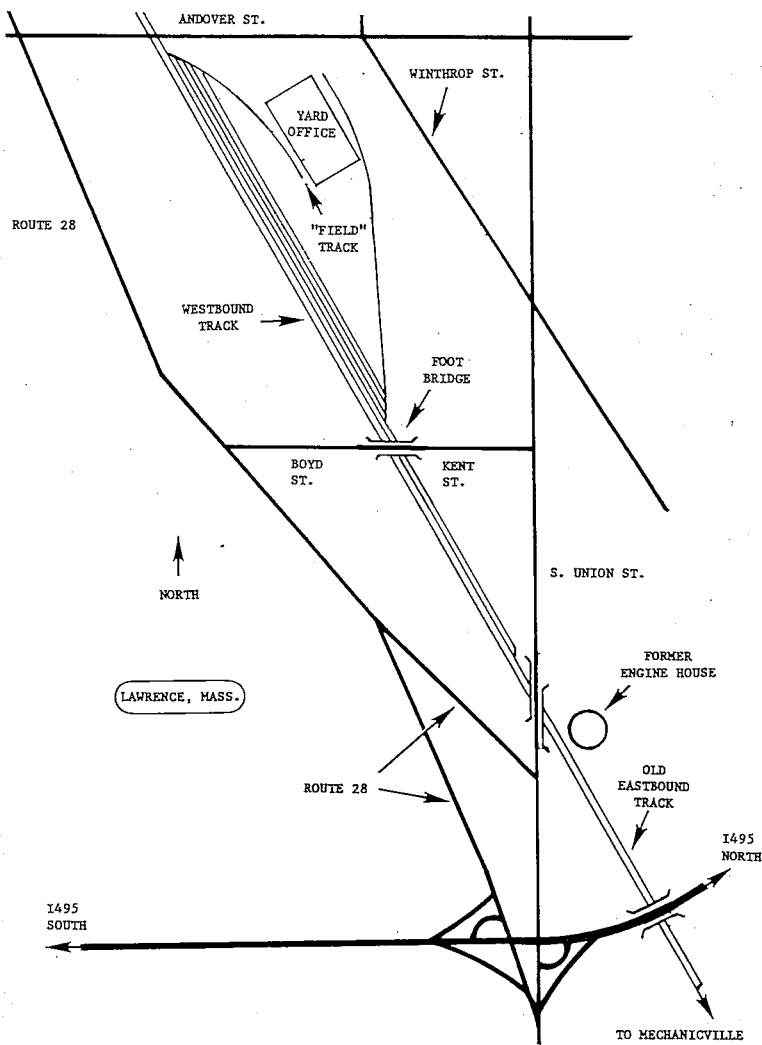 ANDOVER ST.
WINTHROP ST.
YARD
OFFICE
ROUTE 28
"FIELD"
TRACK
WESTBOUND
TRACK
FOOT
BRIDGE
BOYD
ST.
KENT
ST.
S. UNION ST.
NORTH
FORMER
ENGINE HOUSE
LAWRENCE, MASS.
ROUTE 28
OLD
EASTBOUND
TRACK
I495
NORTH
I495
SOUTH
TO MECHANICVILLE